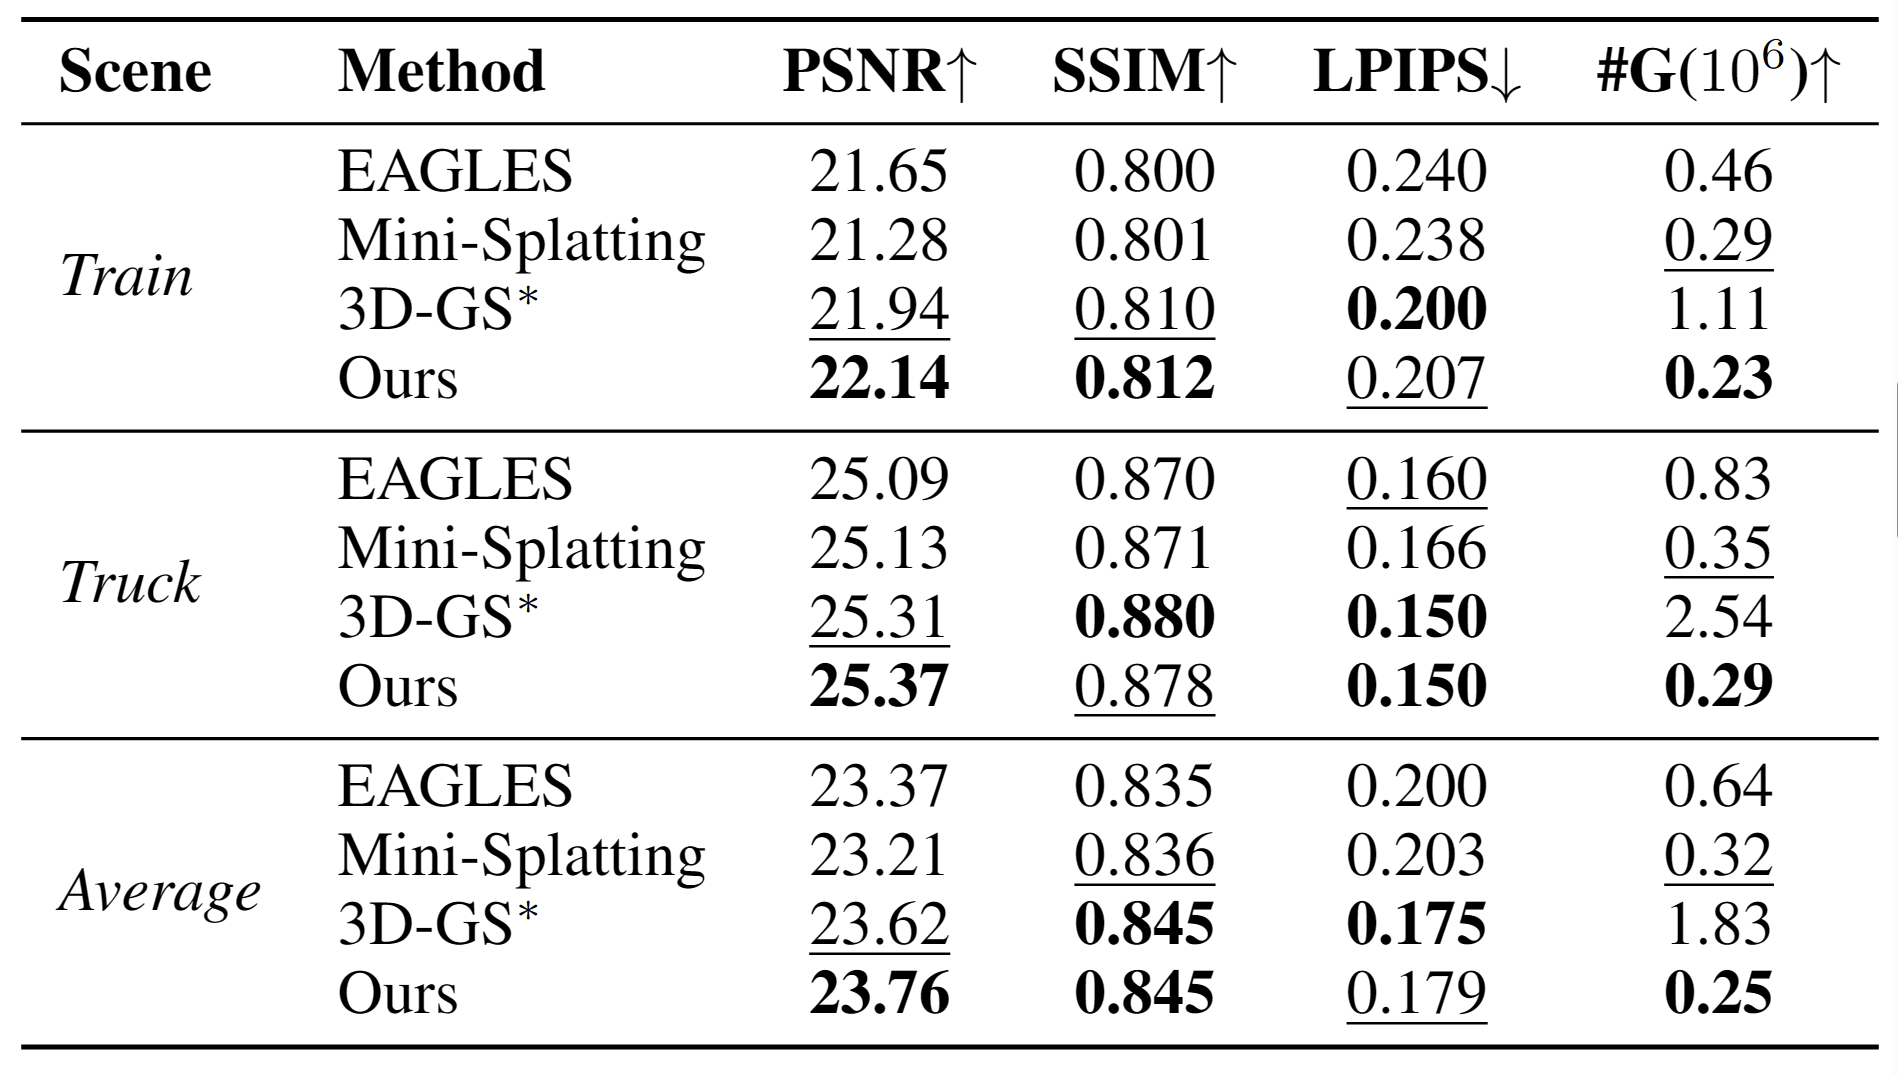 Scene Method PSNR↑ SSIM↑ LPIPS↓ #G(10⁶)↑
EAGLES 21.65 0.800 0.240 0.46
Mini-Splatting 21.28 0.801 0.238 0.29
Train
3D-GS* 21.94 0.810 0.200 1.11
Ours 22.14 0.812 0.207 0.23
EAGLES 25.09 0.870 0.160 0.83
Mini-Splatting 25.13 0.871 0.166 0.35
Truck
3D-GS* 25.31 0.880 0.150 2.54
Ours 25.37 0.878 0.150 0.29
EAGLES 23.37 0.835 0.200 0.64
Mini-Splatting 23.21 0.836 0.203 0.32
Average
3D-GS* 23.62 0.845 0.175 1.83
Ours 23.76 0.845 0.179 0.25